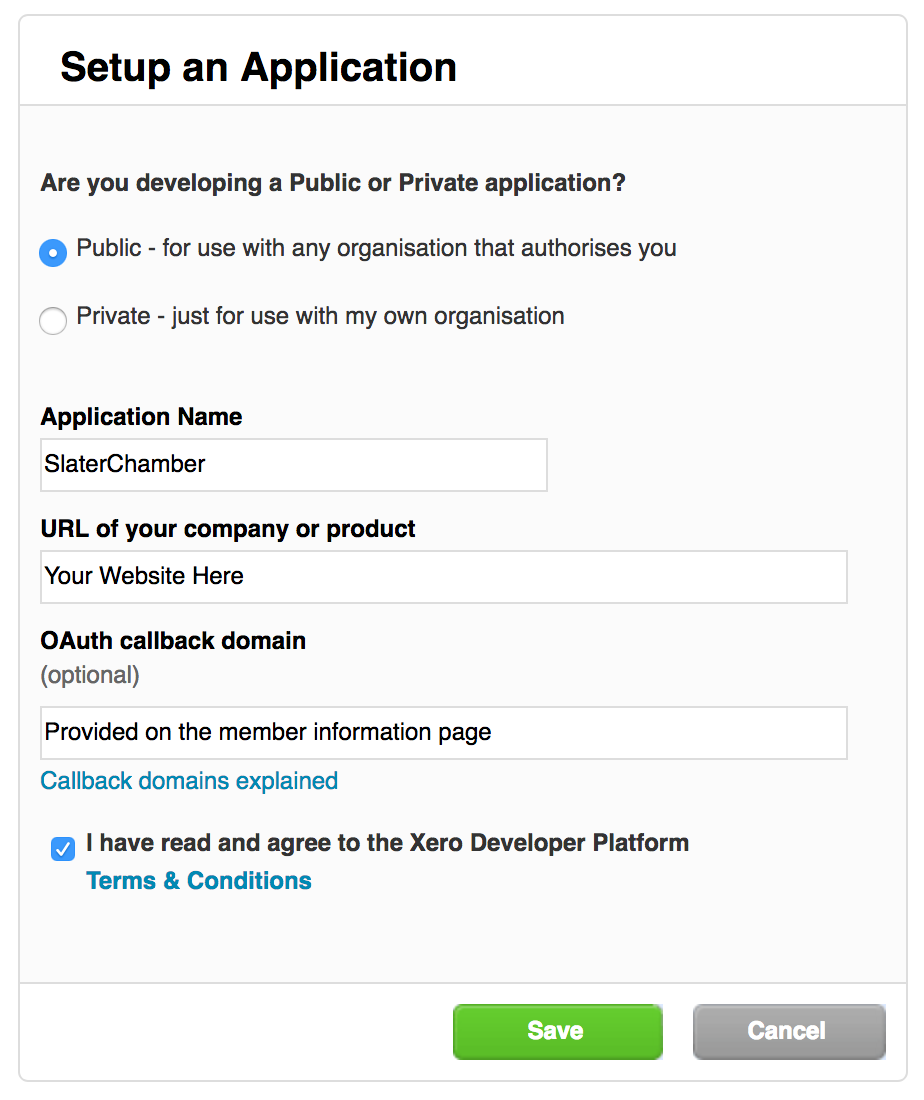 Setup an Application
Are you developing a Public or Private application?
Public - for use with any organisation that authorises you
Private - just for use with my own organisation
Application Name
SlaterChamber
URL of your company or product
Your Website Here
OAuth callback domain
(optional)
Provided on the member information page
Callback domains explained
I have read and agree to the Xero Developer Platform
Terms & Conditions
Save
Cancel